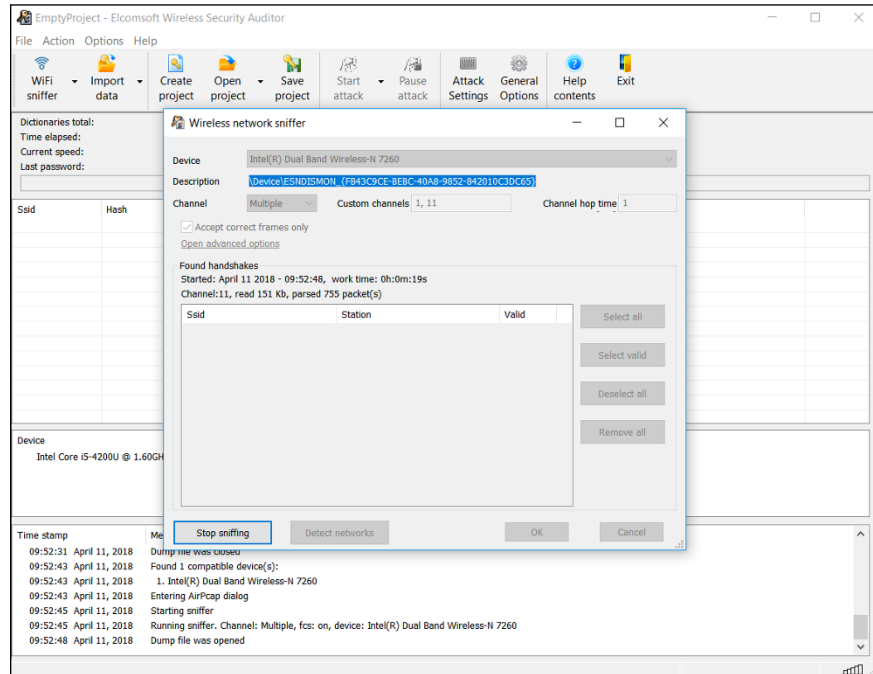 EmptyProject - Elcomsoft Wireless Security Auditor
File Action Options Help
WiFi sniffer
Import data
Create project
Open project
Save project
Start attack
Pause attack
Attack Settings
General Options
Help contents
Exit
Dictionaries total:
Time elapsed:
Current speed:
Last password:
Ssid Hash
Wireless network sniffer
Device Intel(R) Dual Band Wireless-N 7260
Description \Device\ESNDISMON_{FB43C9CE-BEBC-40A8-9852-842010C3DC65}
Channel Multiple Custom channels 1, 11 Channel hop time 1
Accept correct frames only
Open advanced options
Found handshakes
Started: April 11 2018 - 09:52:48, work time: 0h:0m:19s
Channel:11, read 151 Kb, parsed 755 packet(s)
Ssid Station Valid
Select all
Select valid
Deselect all
Remove all
Stop sniffing Detect networks OK Cancel
Device
Intel Core i5-4200U @ 1.60GH
Time stamp Me
09:52:31 April 11, 2018 Dump file was closed
09:52:43 April 11, 2018 Found 1 compatible device(s):
09:52:43 April 11, 2018 1. Intel(R) Dual Band Wireless-N 7260
09:52:43 April 11, 2018 Entering AirPcap dialog
09:52:45 April 11, 2018 Starting sniffer
09:52:45 April 11, 2018 Running sniffer. Channel: Multiple, fcs: on, device: Intel(R) Dual Band Wireless-N 7260
09:52:48 April 11, 2018 Dump file was opened